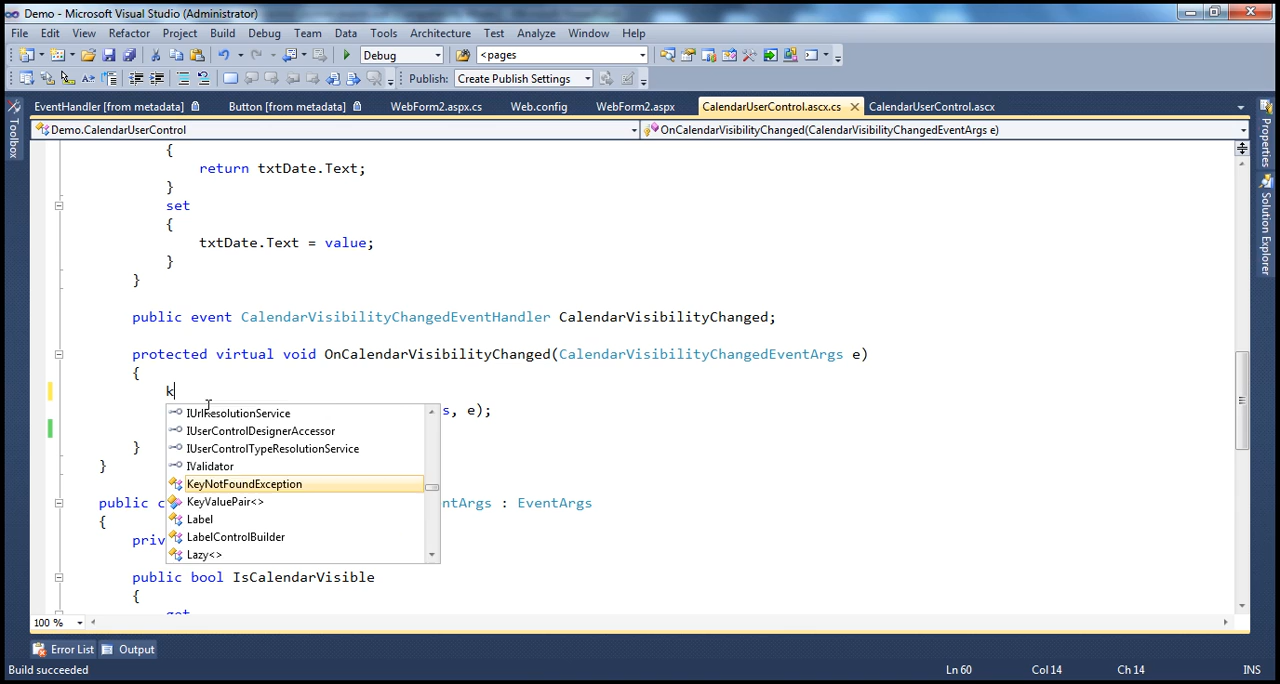 Demo - Microsoft Visual Studio (Administrator)
File Edit View Refactor Project Build Debug Team Data Tools Architecture Test Analyze Window Help
Debug <pages
Publish: Create Publish Settings
EventHandler [from metadata] Button [from metadata] WebForm2.aspx.cs Web.config WebForm2.aspx CalendarUserControl.ascx.cs CalendarUserControl.ascx
Toolbox
Properties
Solution Explorer
Demo.CalendarUserControl OnCalendarVisibilityChanged(CalendarVisibilityChangedEventArgs e)
{
return txtDate.Text;
}
set
{
txtDate.Text = value;
}
}
public event CalendarVisibilityChangedEventHandler CalendarVisibilityChanged;
protected virtual void OnCalendarVisibilityChanged(CalendarVisibilityChangedEventArgs e)
{
k
s, e);
IUrlResolutionService
IUserControlDesignerAccessor
IUserControlTypeResolutionService
IValidator
KeyNotFoundException
KeyValuePair<>
Label
LabelControlBuilder
Lazy<>
}
}
public c ntArgs : EventArgs
{
priv
public bool IsCalendarVisible
{
get
100 %
Error List Output
Build succeeded Ln 60 Col 14 Ch 14 INS